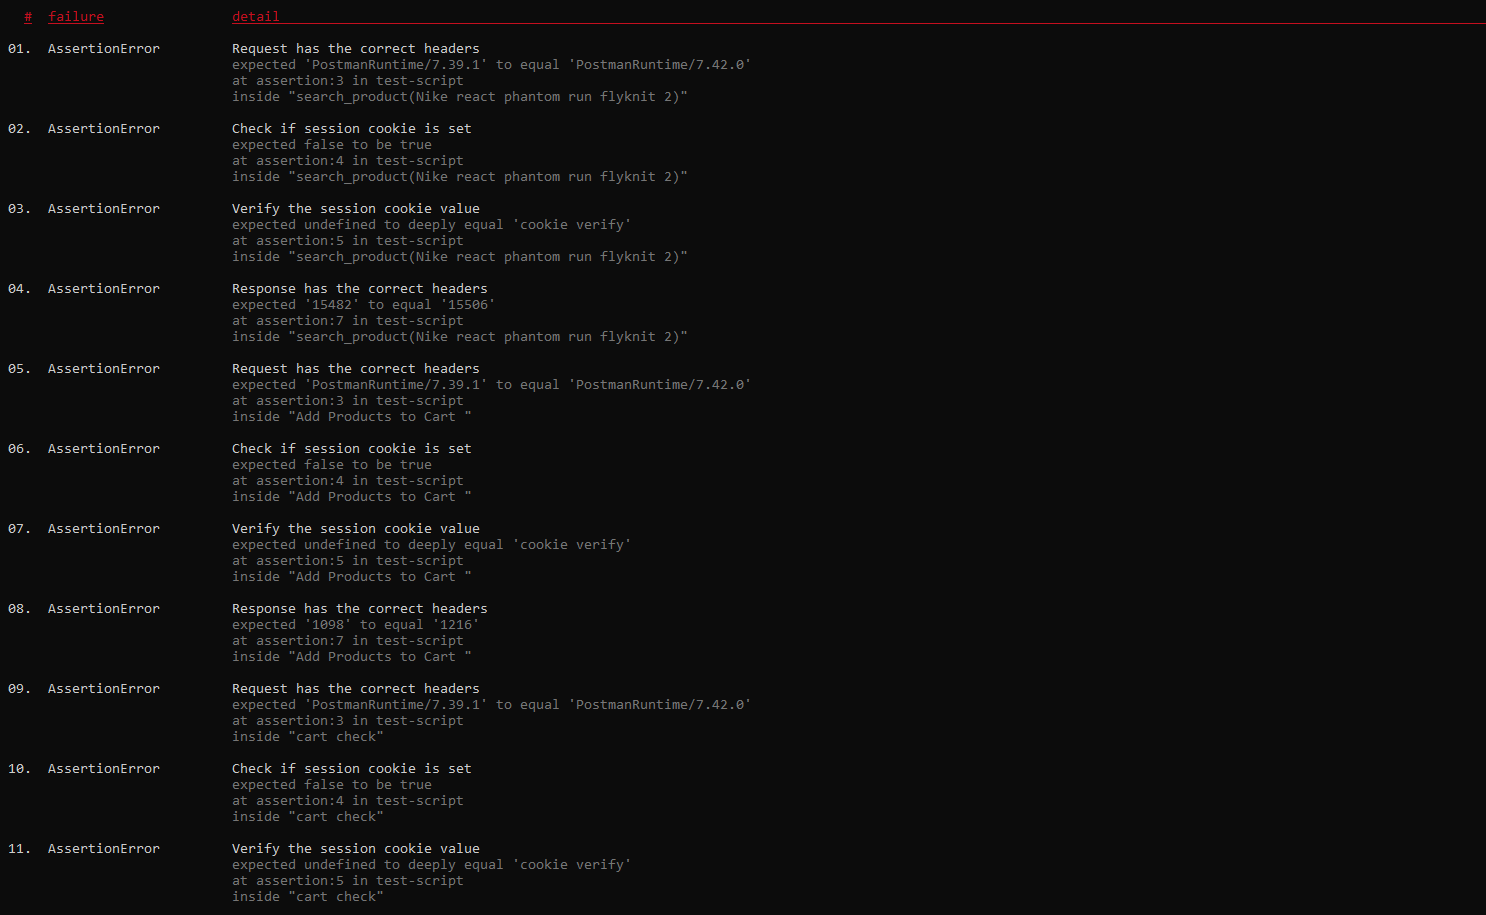 # failure detail
01. AssertionError Request has the correct headers
expected 'PostmanRuntime/7.39.1' to equal 'PostmanRuntime/7.42.0'
at assertion:3 in test-script
inside "search_product(Nike react phantom run flyknit 2)"
02. AssertionError Check if session cookie is set
expected false to be true
at assertion:4 in test-script
inside "search_product(Nike react phantom run flyknit 2)"
03. AssertionError Verify the session cookie value
expected undefined to deeply equal 'cookie verify'
at assertion:5 in test-script
inside "search_product(Nike react phantom run flyknit 2)"
04. AssertionError Response has the correct headers
expected '15482' to equal '15506'
at assertion:7 in test-script
inside "search_product(Nike react phantom run flyknit 2)"
05. AssertionError Request has the correct headers
expected 'PostmanRuntime/7.39.1' to equal 'PostmanRuntime/7.42.0'
at assertion:3 in test-script
inside "Add Products to Cart "
06. AssertionError Check if session cookie is set
expected false to be true
at assertion:4 in test-script
inside "Add Products to Cart "
07. AssertionError Verify the session cookie value
expected undefined to deeply equal 'cookie verify'
at assertion:5 in test-script
inside "Add Products to Cart "
08. AssertionError Response has the correct headers
expected '1098' to equal '1216'
at assertion:7 in test-script
inside "Add Products to Cart "
09. AssertionError Request has the correct headers
expected 'PostmanRuntime/7.39.1' to equal 'PostmanRuntime/7.42.0'
at assertion:3 in test-script
inside "cart check"
10. AssertionError Check if session cookie is set
expected false to be true
at assertion:4 in test-script
inside "cart check"
11. AssertionError Verify the session cookie value
expected undefined to deeply equal 'cookie verify'
at assertion:5 in test-script
inside "cart check"